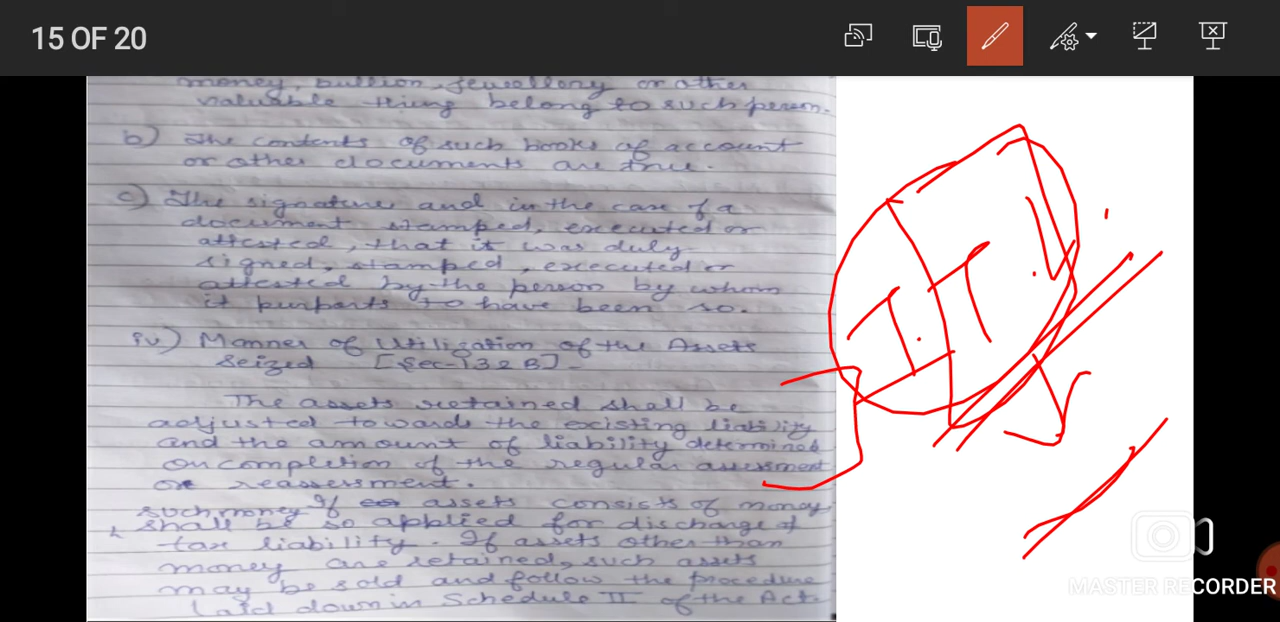 15 OF 20
money, bullion, jewellery or other
valuable thing belong to such person.
b) The contents of such books of account
or other documents are true.
c) The signature and in the case of a
document stamped, executed or
attested, that it was duly
signed, stamped, executed or
attested by the person by whom
it purports to have been so.
iv) Manner of Utilization of the Assets
Seized [Sec-132B]-
The assets retained shall be
adjusted towards the existing liability
and the amount of liability determined
on completion of the regular assessment
or reassessment.
If assets consists of money
such money
shall be so applied for discharge of
tax liability. If assets other than
money are retained, such assets
may be sold and follow the procedure
laid down in Schedule II of the Act.
I.T.
MASTER RECORDER